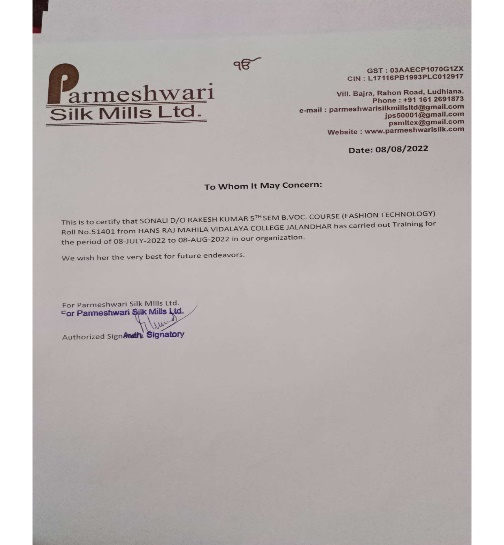 ੴ
Parmeshwari
Silk Mills Ltd.
GST : 03AAECP1070G1ZX
CIN : L17116PB1993PLC012917
Vill. Bajra, Rahon Road, Ludhiana.
Phone : +91 161 2691873
e-mail : parmeshwarisilkmillsltd@gmail.com
jps50001@gmail.com
psmltcx@gmail.com
Website : www.parmeshwarisilk.com
Date: 08/08/2022
To Whom It May Concern:
This is to certify that SONALI D/O RAKESH KUMAR 5TH SEM B.VOC. COURSE (FASHION TECHNOLOGY)
Roll No.51401 from HANS RAJ MAHILA VIDALAYA COLLEGE JALANDHAR has carried out Training for
the period of 08-JULY-2022 to 08-AUG-2022 in our organization.
We wish her the very best for future endeavors.
For Parmeshwari Silk Mills Ltd.
For Parmeshwari Silk Mills Ltd.
Authorized Auth. Signatory